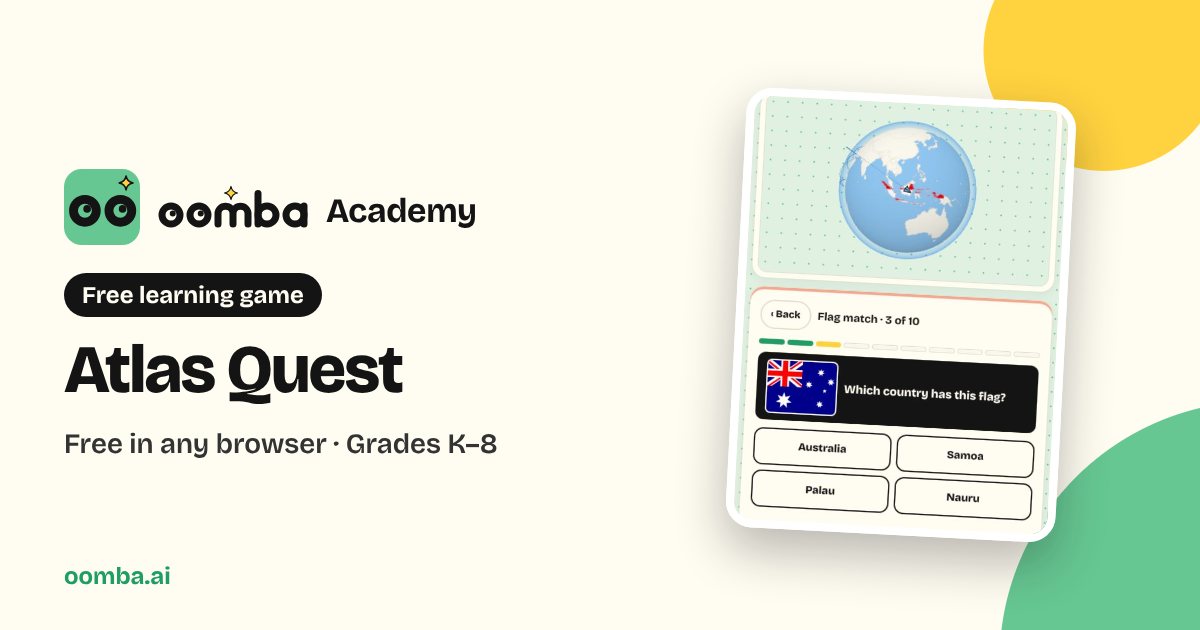 oomba Academy
Free learning game
Atlas Quest
Free in any browser · Grades K–8
oomba.ai
‹ Back
Flag match · 3 of 10
Which country has this flag?
Australia
Samoa
Palau
Nauru